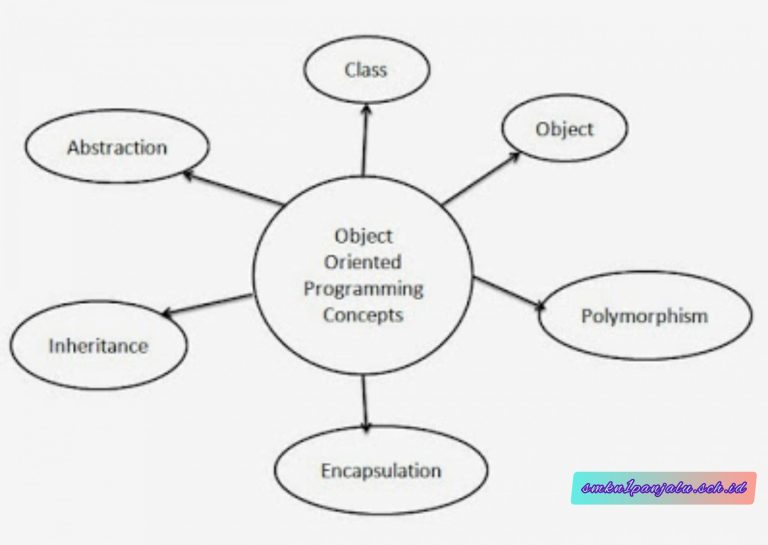 Class
Object
Abstraction
Object
Oriented
Programming
Concepts
Polymorphism
Inheritance
Encapsulation
smkn1panjalu.sch.id